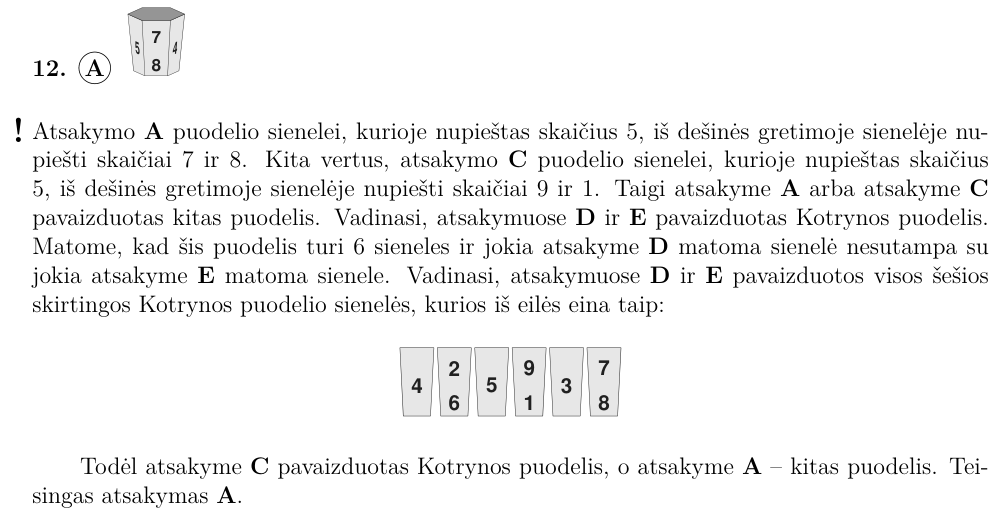 7
5 4
8
12. A
! Atsakymo A puodelio sienelei, kurioje nupieštas skaičius 5, iš dešinės gretimoje sienelėje nu-
piešti skaičiai 7 ir 8. Kita vertus, atsakymo C puodelio sienelei, kurioje nupieštas skaičius
5, iš dešinės gretimoje sienelėje nupiešti skaičiai 9 ir 1. Taigi atsakyme A arba atsakyme C
pavaizduotas kitas puodelis. Vadinasi, atsakymuose D ir E pavaizduotas Kotrynos puodelis.
Matome, kad šis puodelis turi 6 sieneles ir jokia atsakyme D matoma sienelė nesutampa su
jokia atsakyme E matoma sienele. Vadinasi, atsakymuose D ir E pavaizduotos visos šešios
skirtingos Kotrynos puodelio sienelės, kurios iš eilės eina taip:
2 9 7
4 5 3
6 1 8
Todėl atsakyme C pavaizduotas Kotrynos puodelis, o atsakyme A – kitas puodelis. Tei-
singas atsakymas A.